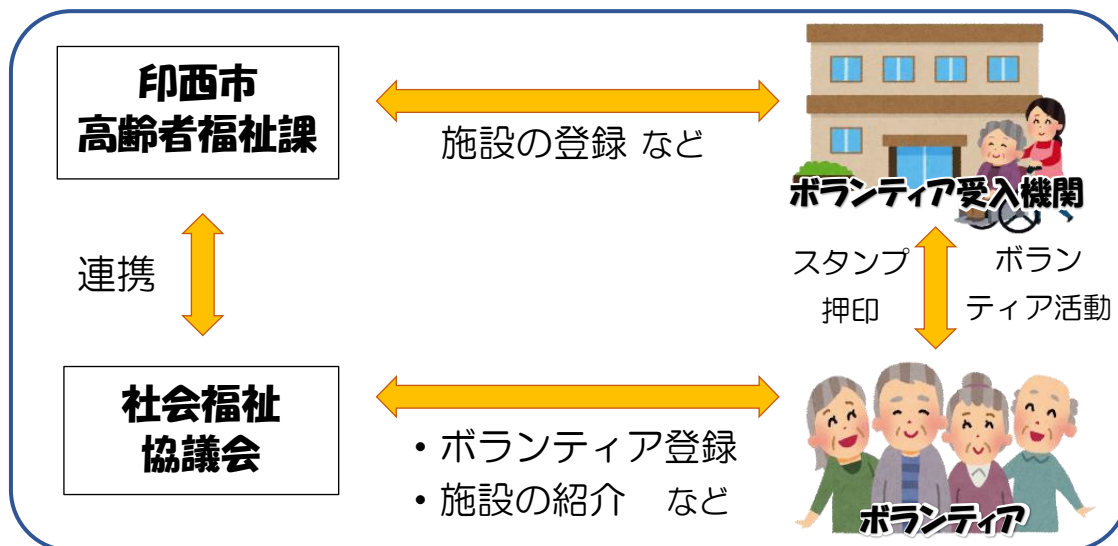 印西市
高齢者福祉課
施設の登録 など
ボランティア受入機関
連携
スタンプ
押印
ボラン
ティア活動
社会福祉
協議会
・ボランティア登録
・施設の紹介　など
ボランティア